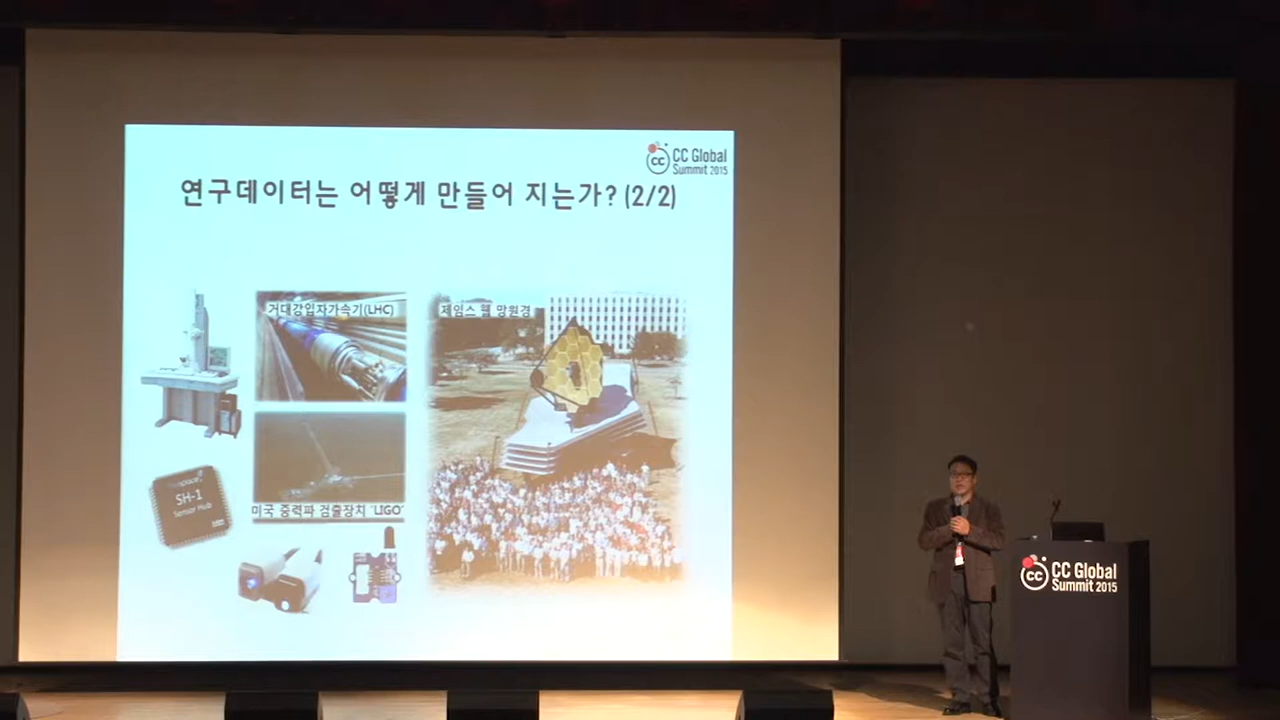 CC Global
Summit 2015
연구데이터는 어떻게 만들어 지는가? (2/2)
거대강입자가속기(LHC)
제임스 웹 망원경
SH-1
Sensor Hub
미국 중력파 검출장치 'LIGO'
CC Global
Summit 2015